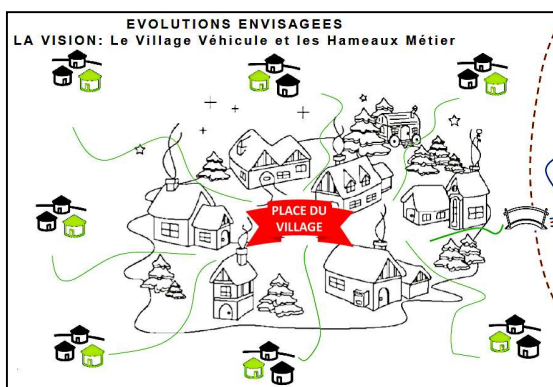 EVOLUTIONS ENVISAGEES
LA VISION: Le Village Véhicule et les Hameaux Métier
PLACE DU
VILLAGE